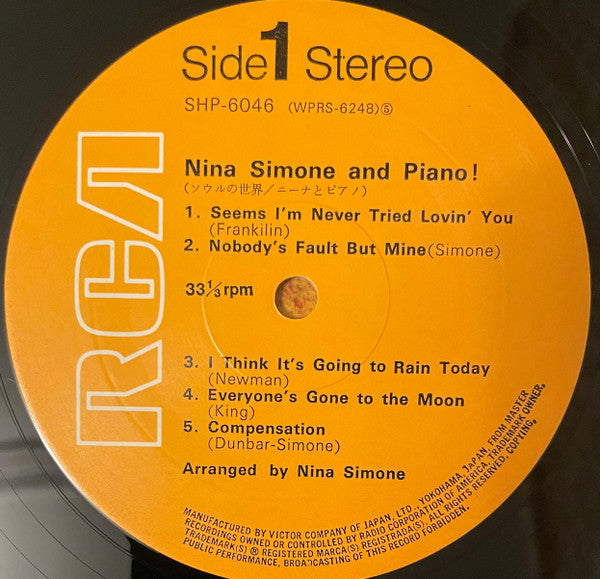 Side 1 Stereo
SHP-6046 (WPRS-6248)⑤
RCA
Nina Simone and Piano!
(ソウルの世界/ニーナとピアノ)
1. Seems I'm Never Tried Lovin' You
(Frankilin)
2. Nobody's Fault But Mine(Simone)
33⅓rpm
3. I Think It's Going to Rain Today
(Newman)
4. Everyone's Gone to the Moon
(King)
5. Compensation
(Dunbar-Simone)
Arranged by Nina Simone
MANUFACTURED BY VICTOR COMPANY OF JAPAN, LTD., YOKOHAMA, JAPAN, FROM MASTER
RECORDINGS OWNED OR CONTROLLED BY RADIO CORPORATION OF AMERICA, TRADEMARK OWNER.
TRADEMARK(S) ® REGISTERED MARCA(S) REGISTRADA(S). ALL RIGHTS RESERVED. COPYING,
PUBLIC PERFORMANCE, BROADCASTING OF THIS RECORD FORBIDDEN.